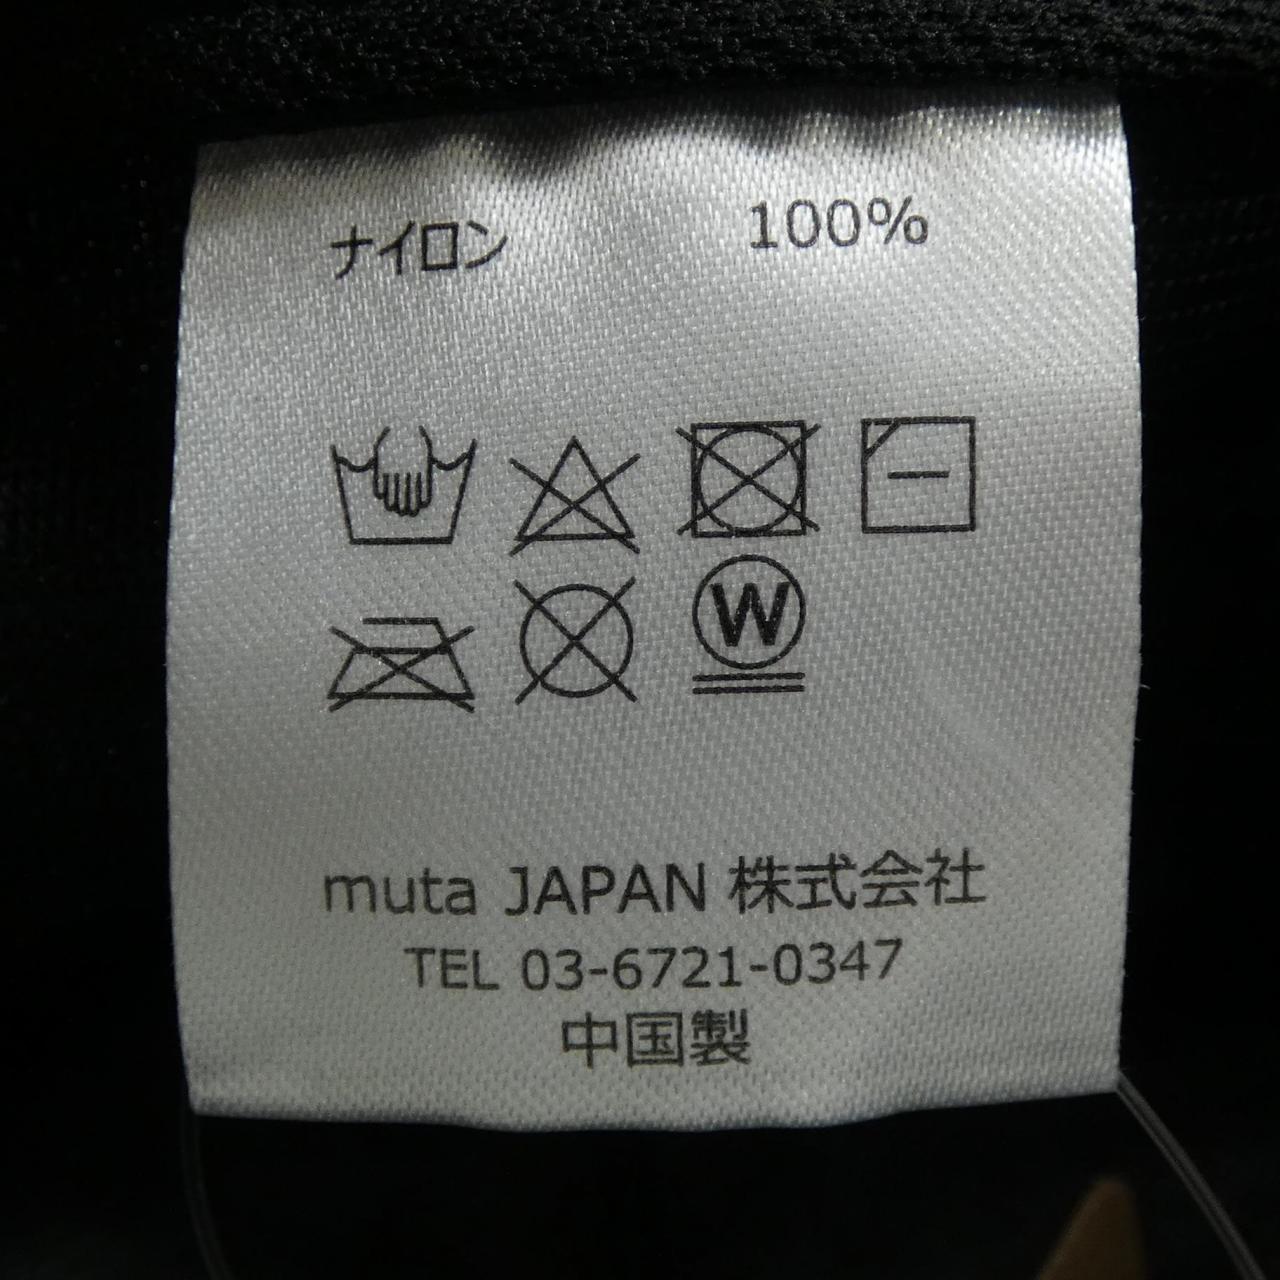 ナイロン 100%
W
muta JAPAN 株式会社
TEL 03-6721-0347
中国製